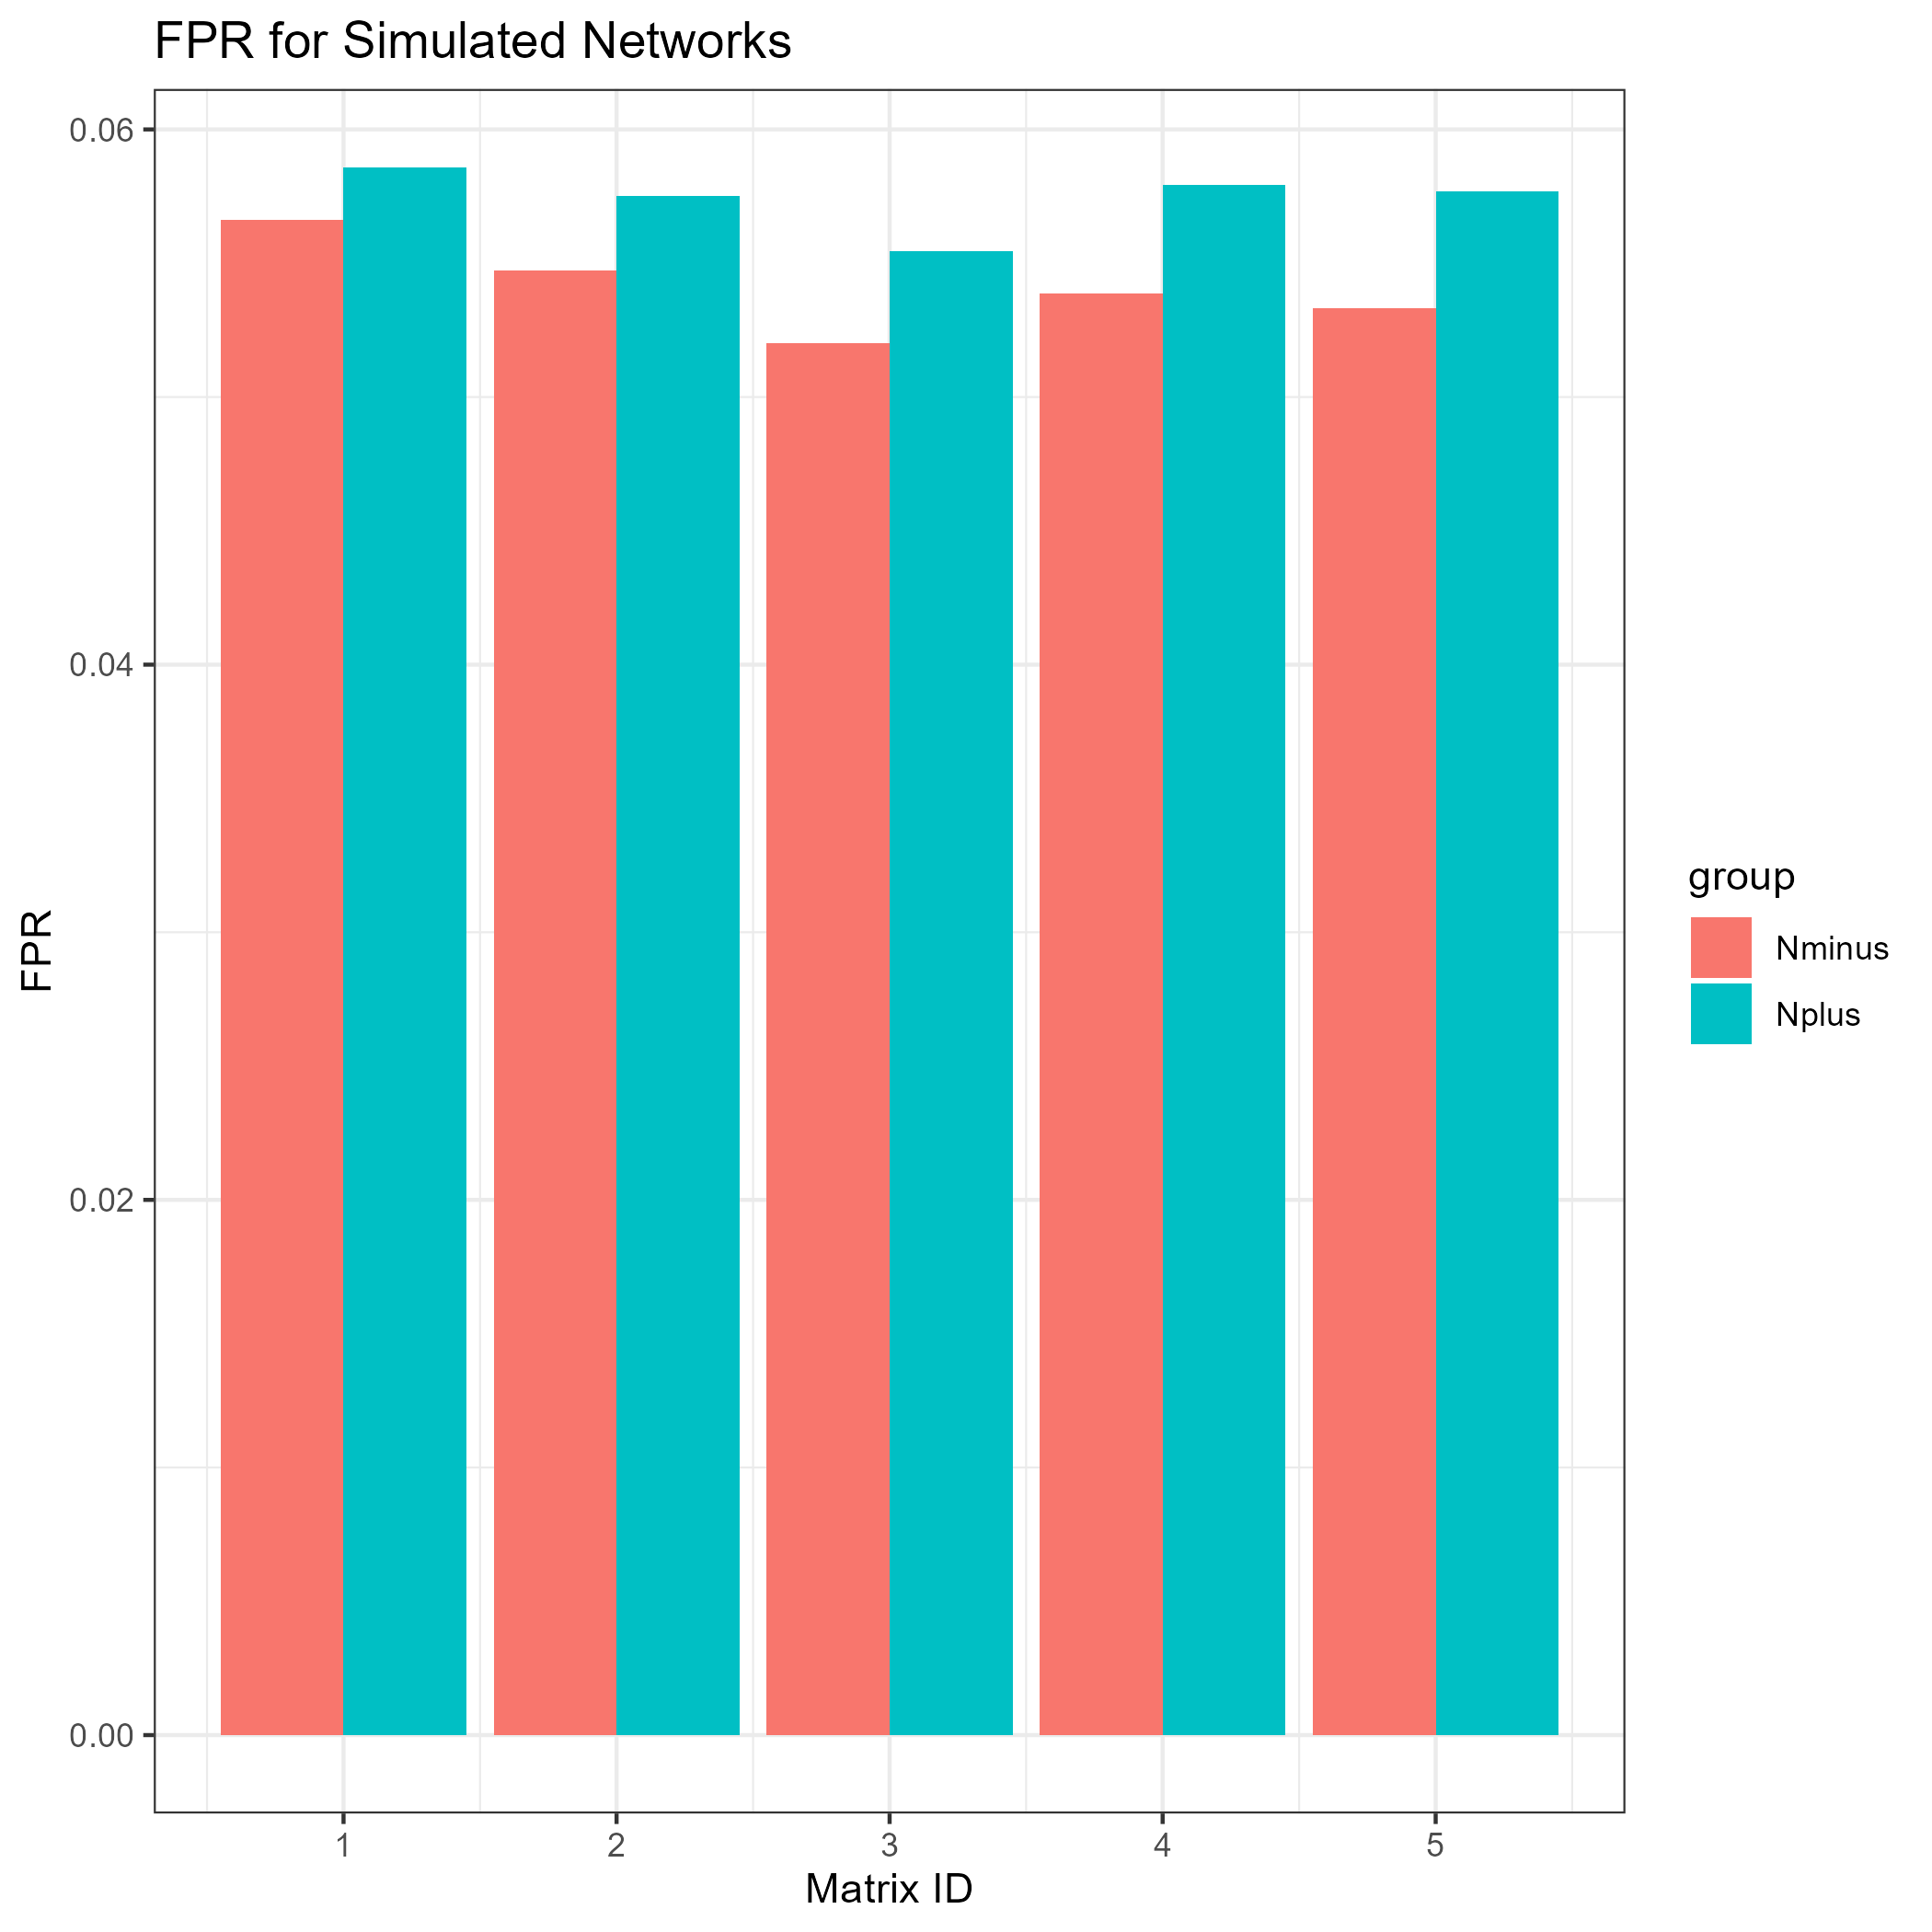 FPR for Simulated Networks
0.06
0.04
0.02
0.00
FPR
1 2 3 4 5
Matrix ID
group
Nminus
Nplus